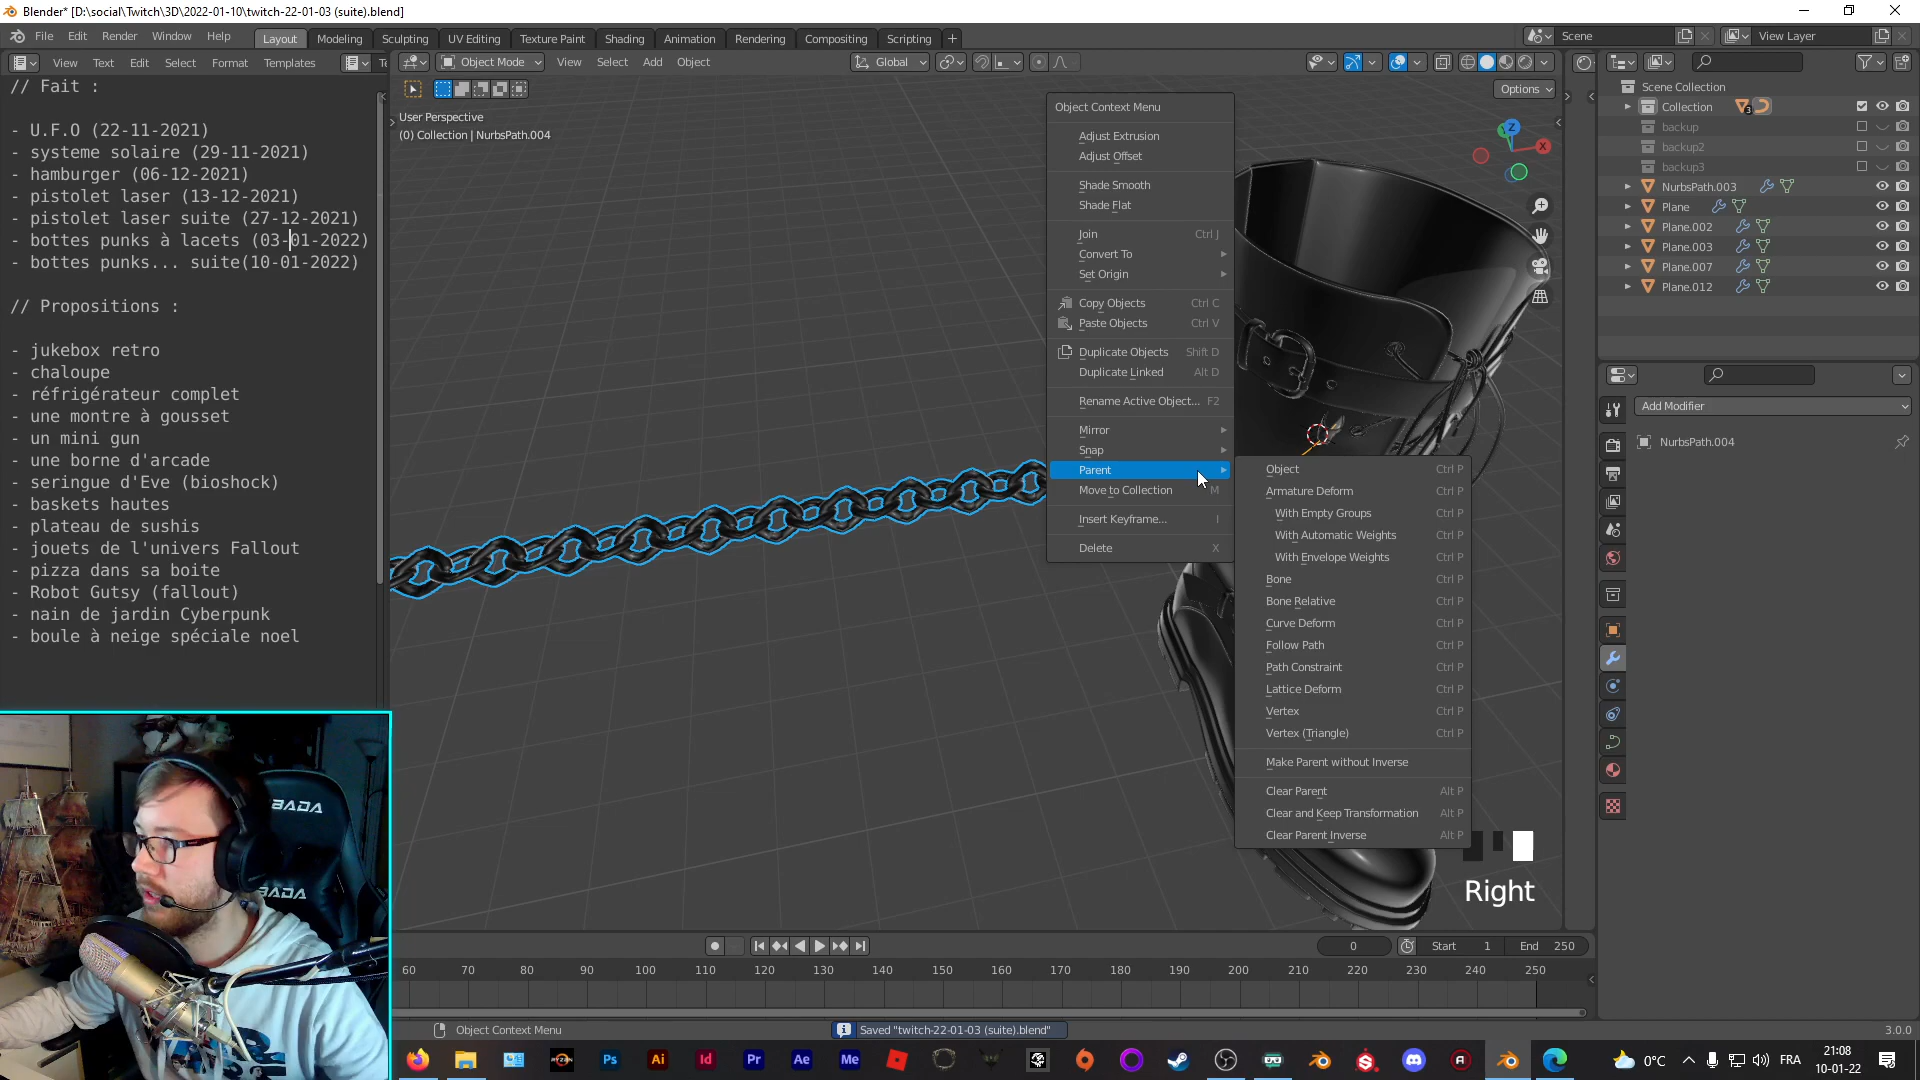 Blender* [D:\social\Twitch\3D\2022-01-10\twitch-22-01-03 (suite).blend]
File Edit Render Window Help Layout Modeling Sculpting UV Editing Texture Paint Shading Animation Rendering Compositing Scripting + Scene View Layer
View Text Edit Select Format Templates Object Mode View Select Add Object Global
Options
// Fait :
- U.F.O (22-11-2021)
- systeme solaire (29-11-2021)
- hamburger (06-12-2021)
- pistolet laser (13-12-2021)
- pistolet laser suite (27-12-2021)
- bottes punks à lacets (03-01-2022)
- bottes punks... suite(10-01-2022)
// Propositions :
- jukebox retro
- chaloupe
- réfrigérateur complet
- une montre à gousset
- un mini gun
- une borne d'arcade
- seringue d'Eve (bioshock)
- baskets hautes
- plateau de sushis
- jouets de l'univers Fallout
- pizza dans sa boite
- Robot Gutsy (fallout)
- nain de jardin Cyberpunk
- boule à neige spéciale noel
User Perspective
(0) Collection | NurbsPath.004
Object Context Menu
Adjust Extrusion
Adjust Offset
Shade Smooth
Shade Flat
Join Ctrl J
Convert To
Set Origin
Copy Objects Ctrl C
Paste Objects Ctrl V
Duplicate Objects Shift D
Duplicate Linked Alt D
Rename Active Object... F2
Mirror
Snap
Parent
Move to Collection M
Insert Keyframe... I
Delete X
Object Ctrl P
Armature Deform Ctrl P
With Empty Groups Ctrl P
With Automatic Weights Ctrl P
With Envelope Weights Ctrl P
Bone Ctrl P
Bone Relative Ctrl P
Curve Deform Ctrl P
Follow Path Ctrl P
Path Constraint Ctrl P
Lattice Deform Ctrl P
Vertex Ctrl P
Vertex (Triangle) Ctrl P
Make Parent without Inverse
Clear Parent Alt P
Clear and Keep Transformation Alt P
Clear Parent Inverse Alt P
Z
X
Right
Scene Collection
Collection 3
backup
backup2
backup3
NurbsPath.003
Plane
Plane.002
Plane.003
Plane.007
Plane.012
Add Modifier
NurbsPath.004
BADA
BADA
0 Start 1 End 250
60 70 80 90 100 110 120 130 140 150 160 170 180 190 200 210 220 230 240 250
Object Context Menu Saved "twitch-22-01-03 (suite).blend" 3.0.0
RYZEN Ps Ai Id Pr Ae Me 0°C FRA 21:08
10-01-22